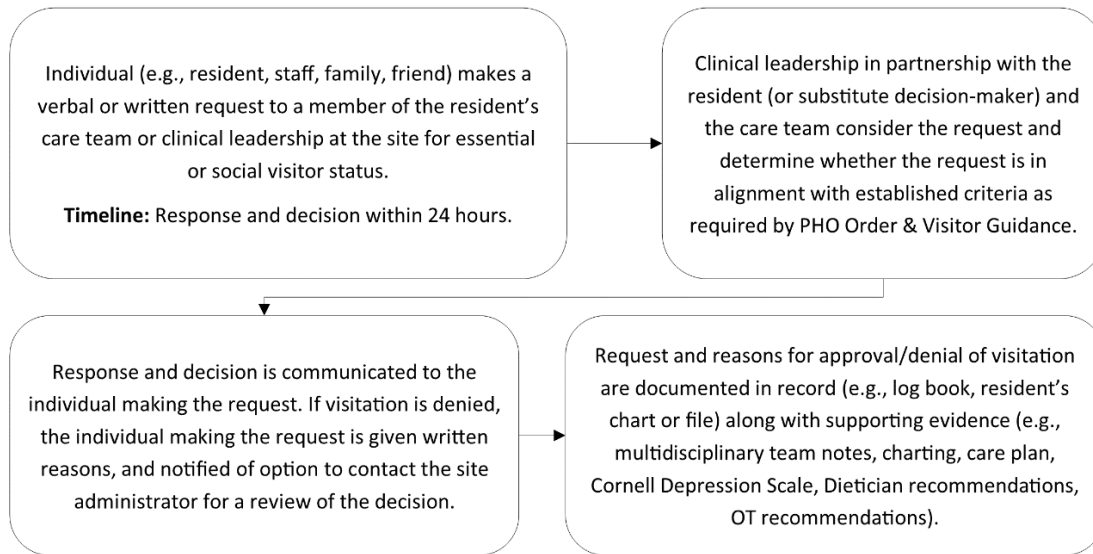 Individual (e.g., resident, staff, family, friend) makes a
verbal or written request to a member of the resident’s
care team or clinical leadership at the site for essential
or social visitor status.
Timeline: Response and decision within 24 hours.
Clinical leadership in partnership with the
resident (or substitute decision-maker) and
the care team consider the request and
determine whether the request is in
alignment with established criteria as
required by PHO Order & Visitor Guidance.
Response and decision is communicated to the
individual making the request. If visitation is denied,
the individual making the request is given written
reasons, and notified of option to contact the site
administrator for a review of the decision.
Request and reasons for approval/denial of visitation
are documented in record (e.g., log book, resident’s
chart or file) along with supporting evidence (e.g.,
multidisciplinary team notes, charting, care plan,
Cornell Depression Scale, Dietician recommendations,
OT recommendations).